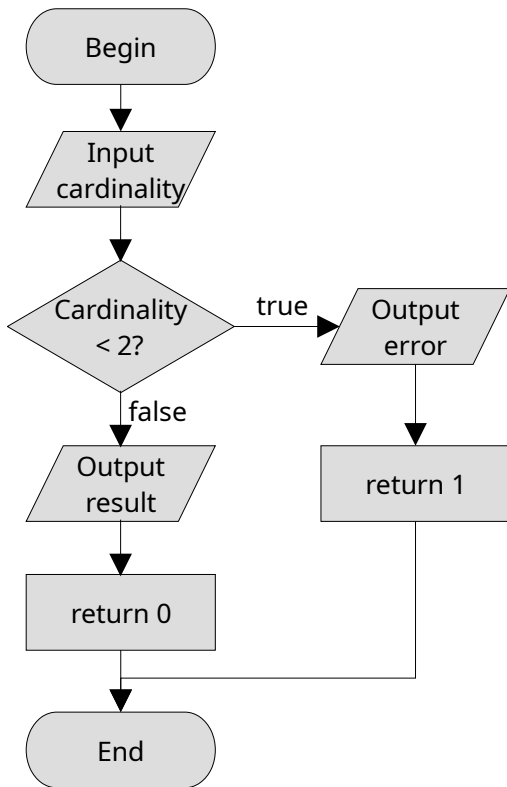 Begin
Input
cardinality
Cardinality
< 2?
true
Output
error
false
Output
result
return 1
return 0
End